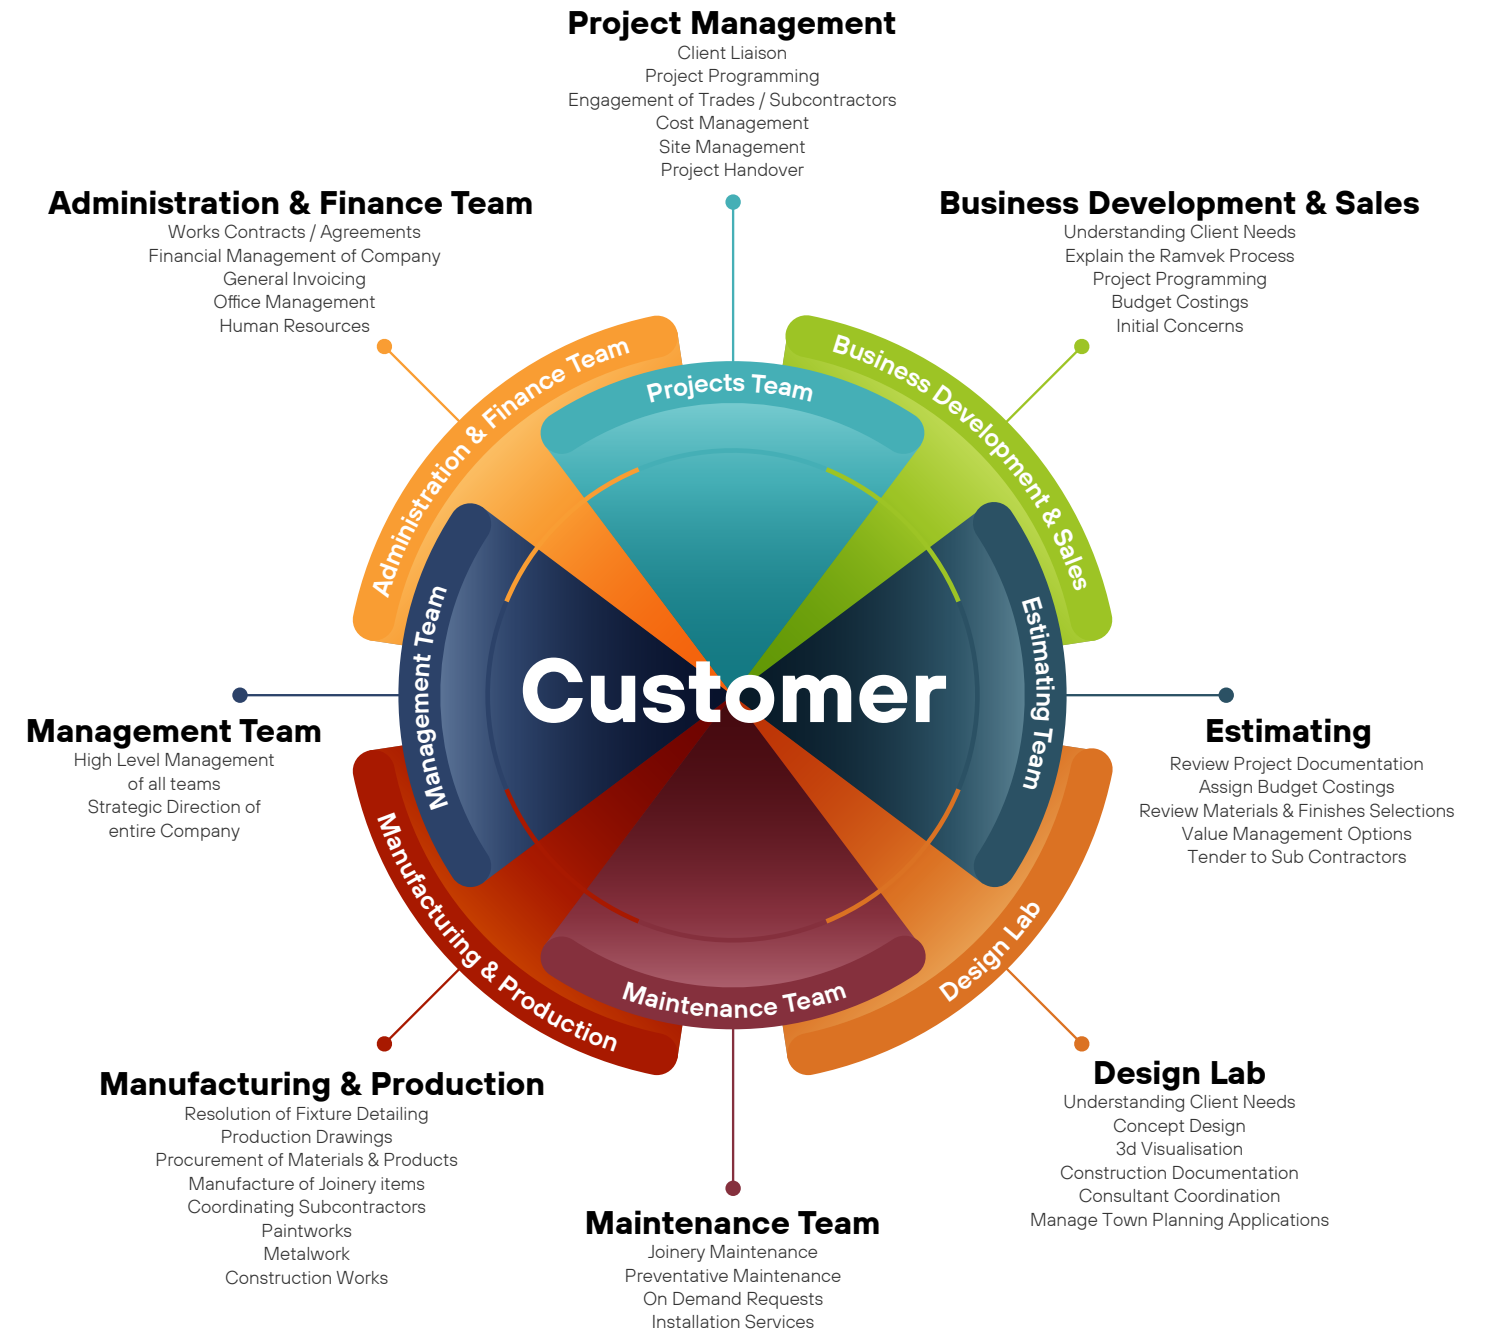 Project Management
Client Liaison
Project Programming
Engagement of Trades / Subcontractors
Cost Management
Site Management
Project Handover
Administration & Finance Team
Works Contracts / Agreements
Financial Management of Company
General Invoicing
Office Management
Human Resources
Business Development & Sales
Understanding Client Needs
Explain the Ramvek Process
Project Programming
Budget Costings
Initial Concerns
Administration & Finance Team
Projects Team
Business Development & Sales
Management Team
Customer
Estimating Team
Manufacturing & Production
Maintenance Team
Design Lab
Management Team
High Level Management
of all teams
Strategic Direction of
entire Company
Estimating
Review Project Documentation
Assign Budget Costings
Review Materials & Finishes Selections
Value Management Options
Tender to Sub Contractors
Manufacturing & Production
Resolution of Fixture Detailing
Production Drawings
Procurement of Materials & Products
Manufacture of Joinery items
Coordinating Subcontractors
Paintworks
Metalwork
Construction Works
Maintenance Team
Joinery Maintenance
Preventative Maintenance
On Demand Requests
Installation Services
Design Lab
Understanding Client Needs
Concept Design
3d Visualisation
Construction Documentation
Consultant Coordination
Manage Town Planning Applications